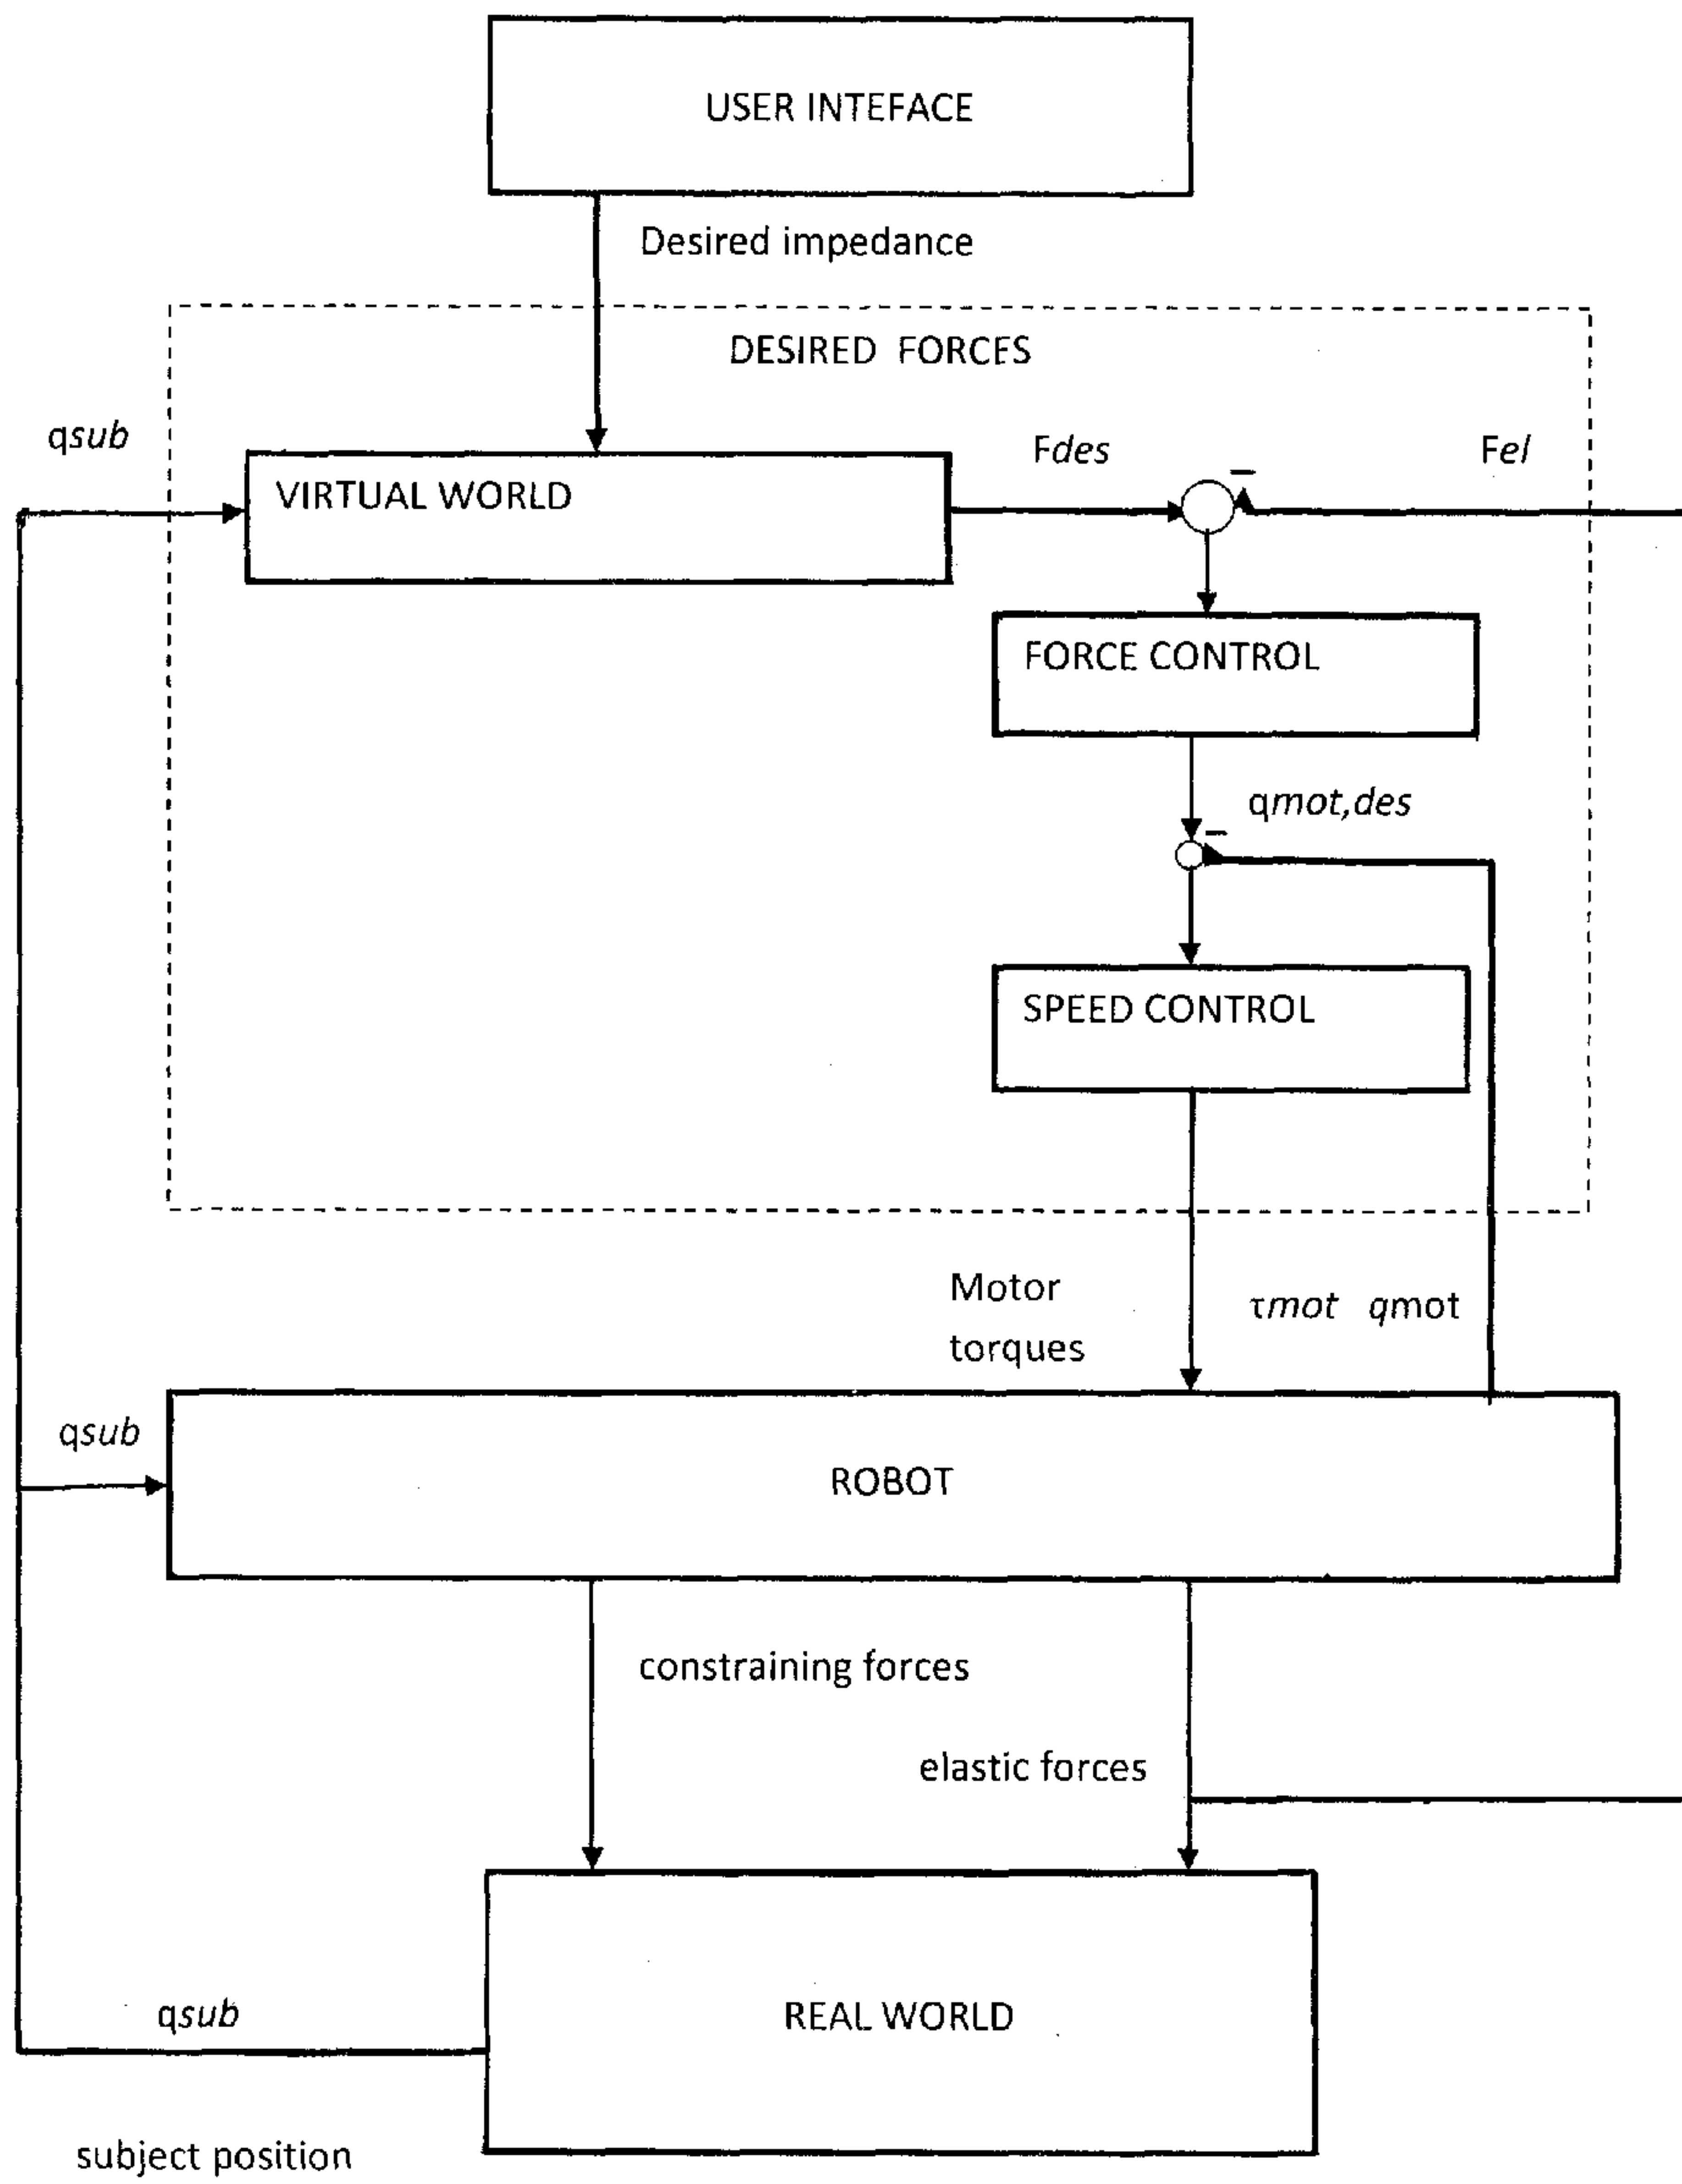 USER INTEFACE
Desired impedance
DESIRED FORCES
qsub
Fdes
–
Fel
VIRTUAL WORLD
FORCE CONTROL
qmot,des
–
SPEED CONTROL
Motor
torques
τmot qmot
qsub
ROBOT
constraining forces
elastic forces
qsub
REAL WORLD
subject position